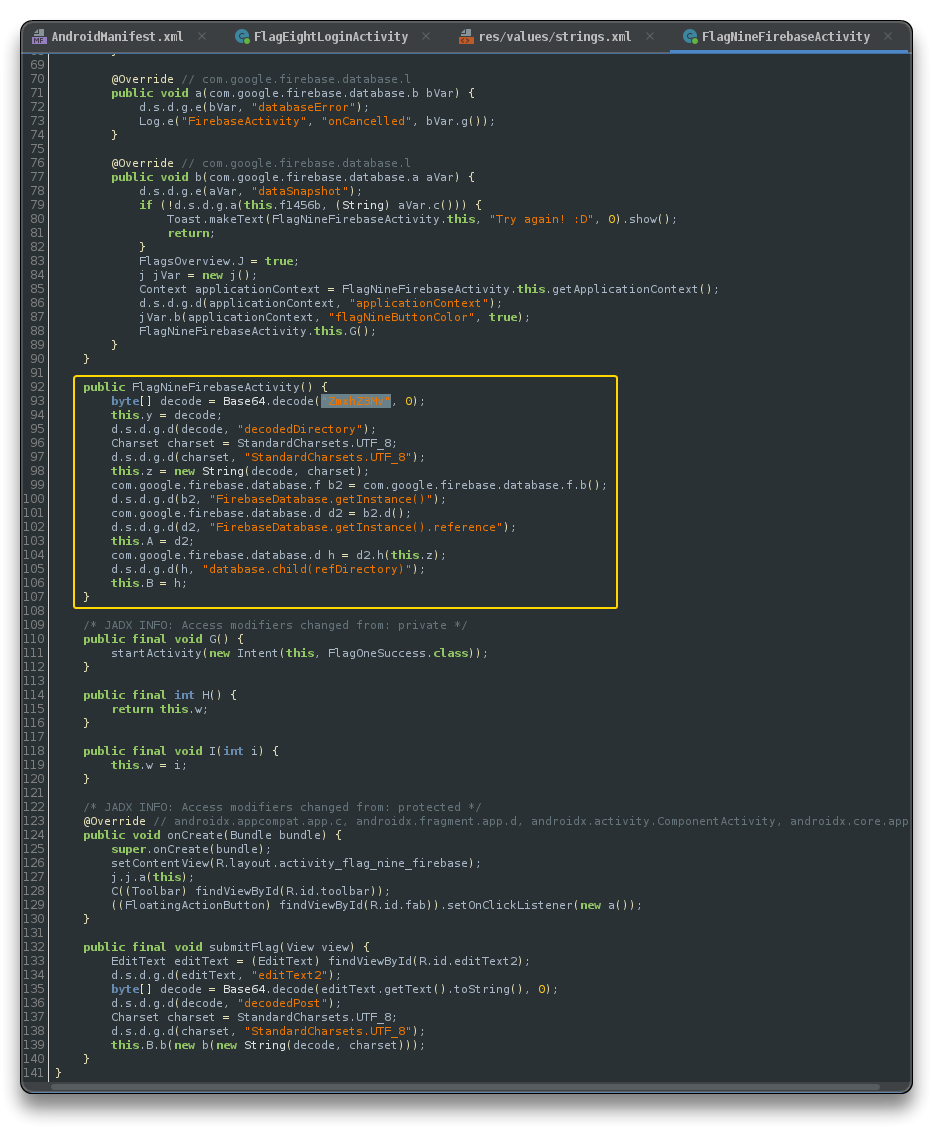 AndroidManifest.xml × FlagEightLoginActivity × res/values/strings.xml × FlagNineFirebaseActivity ×
69
70 @Override // com.google.firebase.database.l
71 public void a(com.google.firebase.database.b bVar) {
72 d.s.d.g.e(bVar, "databaseError");
73 Log.e("FirebaseActivity", "onCancelled", bVar.g());
74 }
75
76 @Override // com.google.firebase.database.l
77 public void b(com.google.firebase.database.a aVar) {
78 d.s.d.g.e(aVar, "dataSnapshot");
79 if (!d.s.d.g.a(this.f1456b, (String) aVar.c())) {
80 Toast.makeText(FlagNineFirebaseActivity.this, "Try again! :D", 0).show();
81 return;
82 }
83 FlagsOverview.J = true;
84 j jVar = new j();
85 Context applicationContext = FlagNineFirebaseActivity.this.getApplicationContext();
86 d.s.d.g.d(applicationContext, "applicationContext");
87 jVar.b(applicationContext, "flagNineButtonColor", true);
88 FlagNineFirebaseActivity.this.G();
89 }
90 }
91
92 public FlagNineFirebaseActivity() {
93 byte[] decode = Base64.decode("ZmxhZ3Mv", 0);
94 this.y = decode;
95 d.s.d.g.d(decode, "decodedDirectory");
96 Charset charset = StandardCharsets.UTF_8;
97 d.s.d.g.d(charset, "StandardCharsets.UTF_8");
98 this.z = new String(decode, charset);
99 com.google.firebase.database.f b2 = com.google.firebase.database.f.b();
100 d.s.d.g.d(b2, "FirebaseDatabase.getInstance()");
101 com.google.firebase.database.d d2 = b2.d();
102 d.s.d.g.d(d2, "FirebaseDatabase.getInstance().reference");
103 this.A = d2;
104 com.google.firebase.database.d h = d2.h(this.z);
105 d.s.d.g.d(h, "database.child(refDirectory)");
106 this.B = h;
107 }
108
109 /* JADX INFO: Access modifiers changed from: private */
110 public final void G() {
111 startActivity(new Intent(this, FlagOneSuccess.class));
112 }
113
114 public final int H() {
115 return this.w;
116 }
117
118 public final void I(int i) {
119 this.w = i;
120 }
121
122 /* JADX INFO: Access modifiers changed from: protected */
123 @Override // androidx.appcompat.app.c, androidx.fragment.app.d, androidx.activity.ComponentActivity, androidx.core.app
124 public void onCreate(Bundle bundle) {
125 super.onCreate(bundle);
126 setContentView(R.layout.activity_flag_nine_firebase);
127 j.j.a(this);
128 C((Toolbar) findViewById(R.id.toolbar));
129 ((FloatingActionButton) findViewById(R.id.fab)).setOnClickListener(new a());
130 }
131
132 public final void submitFlag(View view) {
133 EditText editText = (EditText) findViewById(R.id.editText2);
134 d.s.d.g.d(editText, "editText2");
135 byte[] decode = Base64.decode(editText.getText().toString(), 0);
136 d.s.d.g.d(decode, "decodedPost");
137 Charset charset = StandardCharsets.UTF_8;
138 d.s.d.g.d(charset, "StandardCharsets.UTF_8");
139 this.B.b(new b(new String(decode, charset)));
140 }
141 }